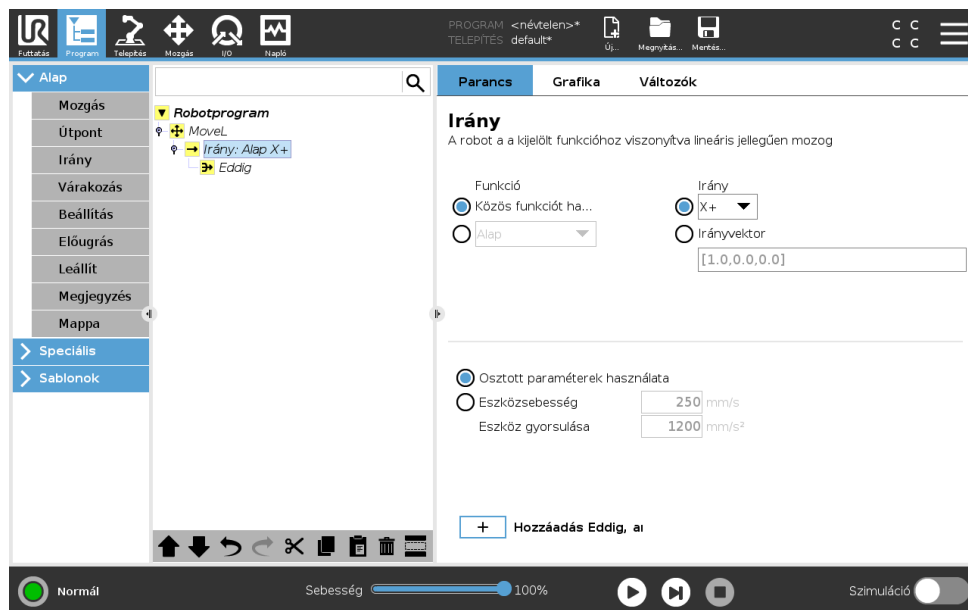 PROGRAM <névtelen>*
TELEPÍTÉS default*
Futtatás Program Telepítés Mozgás I/O Napló Új... Megnyitás... Mentés...
C C
C C
Alap
Mozgás
Útpont
Irány
Várakozás
Beállítás
Előugrás
Leállít
Megjegyzés
Mappa
Speciális
Sablonok
Robotprogram
MoveL
Irány: Alap X+
Eddig
Parancs Grafika Változók
Irány
A robot a a kijelölt funkcióhoz viszonyítva lineáris jellegűen mozog
Funkció
Közös funkciót ha...
Alap
Irány
X+
Irányvektor
[1.0,0.0,0.0]
Osztott paraméterek használata
Eszközsebesség 250 mm/s
Eszköz gyorsulása 1200 mm/s²
+ Hozzáadás Eddig, ar
Normál
Sebesség 100%
Szimuláció